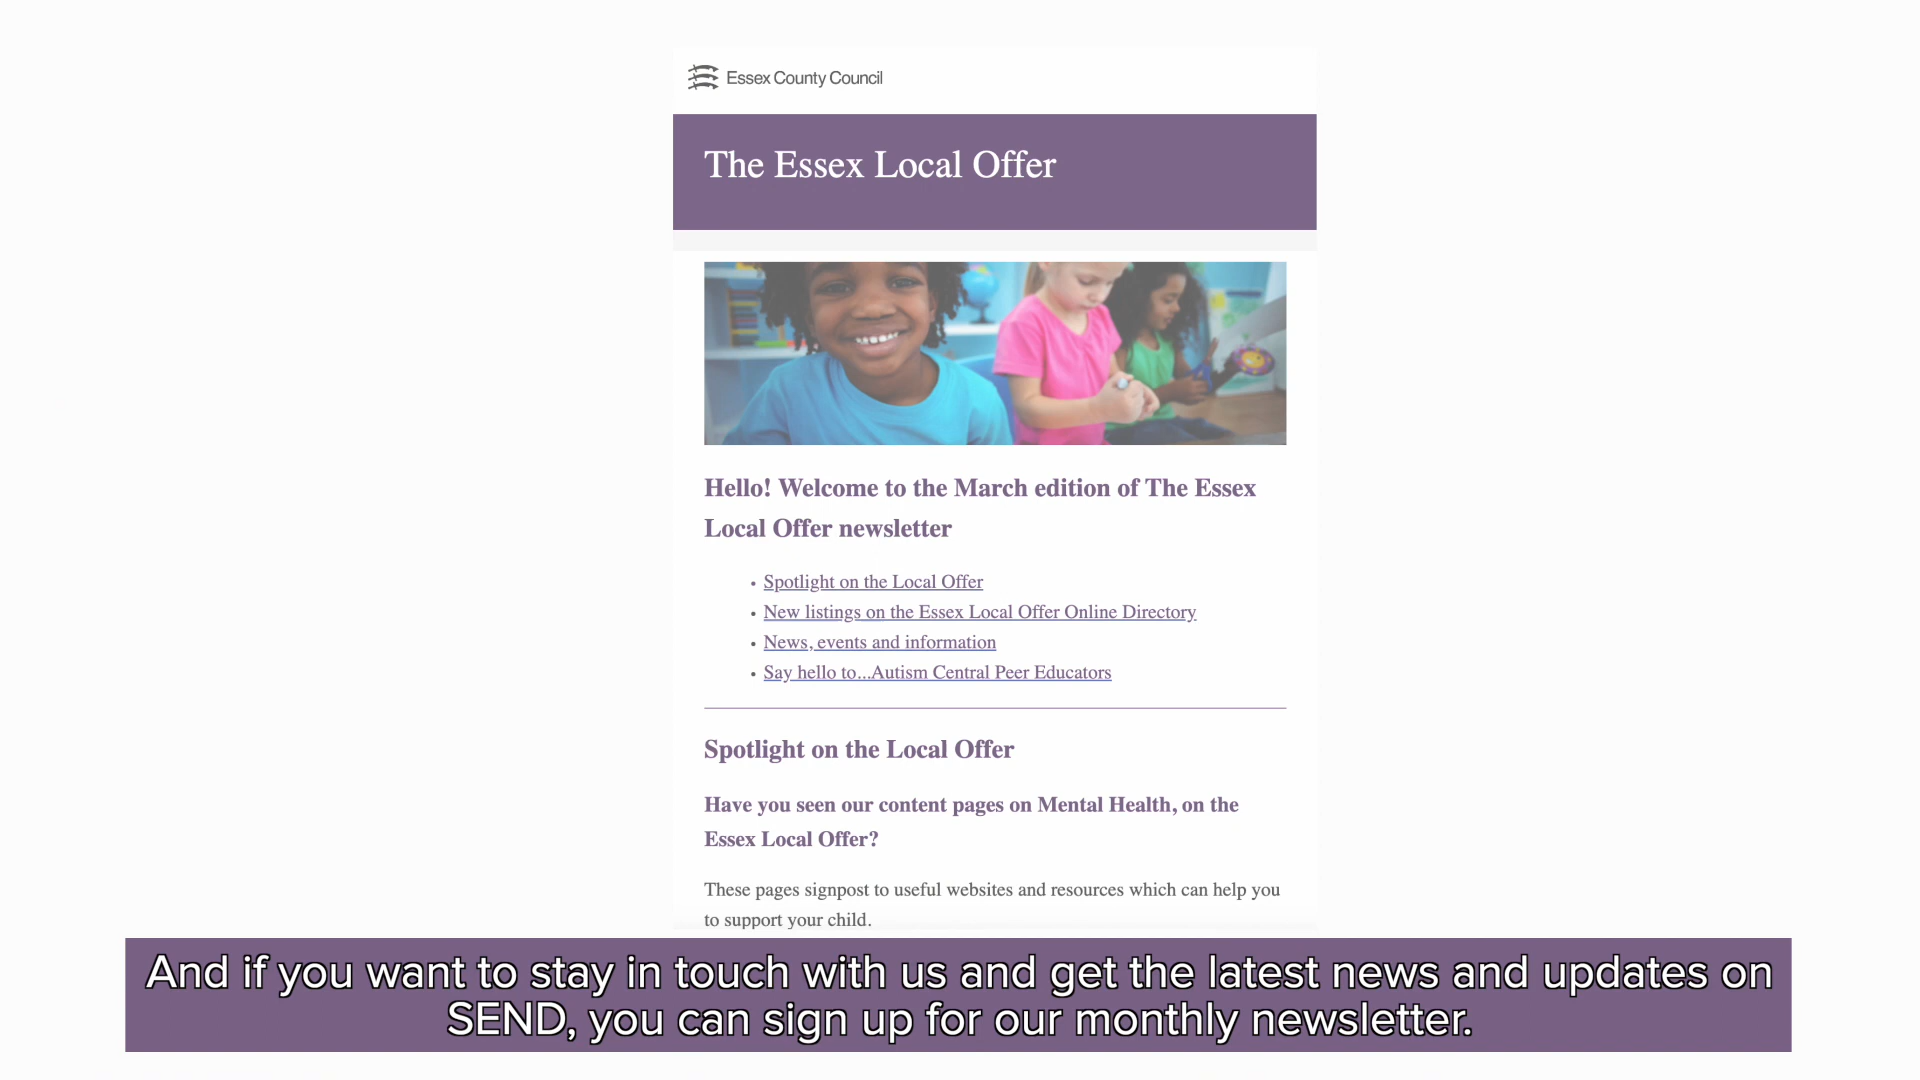 Essex County Council
The Essex Local Offer
Hello! Welcome to the March edition of The Essex
Local Offer newsletter
• Spotlight on the Local Offer
• New listings on the Essex Local Offer Online Directory
• News, events and information
• Say hello to...Autism Central Peer Educators
Spotlight on the Local Offer
Have you seen our content pages on Mental Health, on the
Essex Local Offer?
These pages signpost to useful websites and resources which can help you
to support your child.
And if you want to stay in touch with us and get the latest news and updates on
SEND, you can sign up for our monthly newsletter.